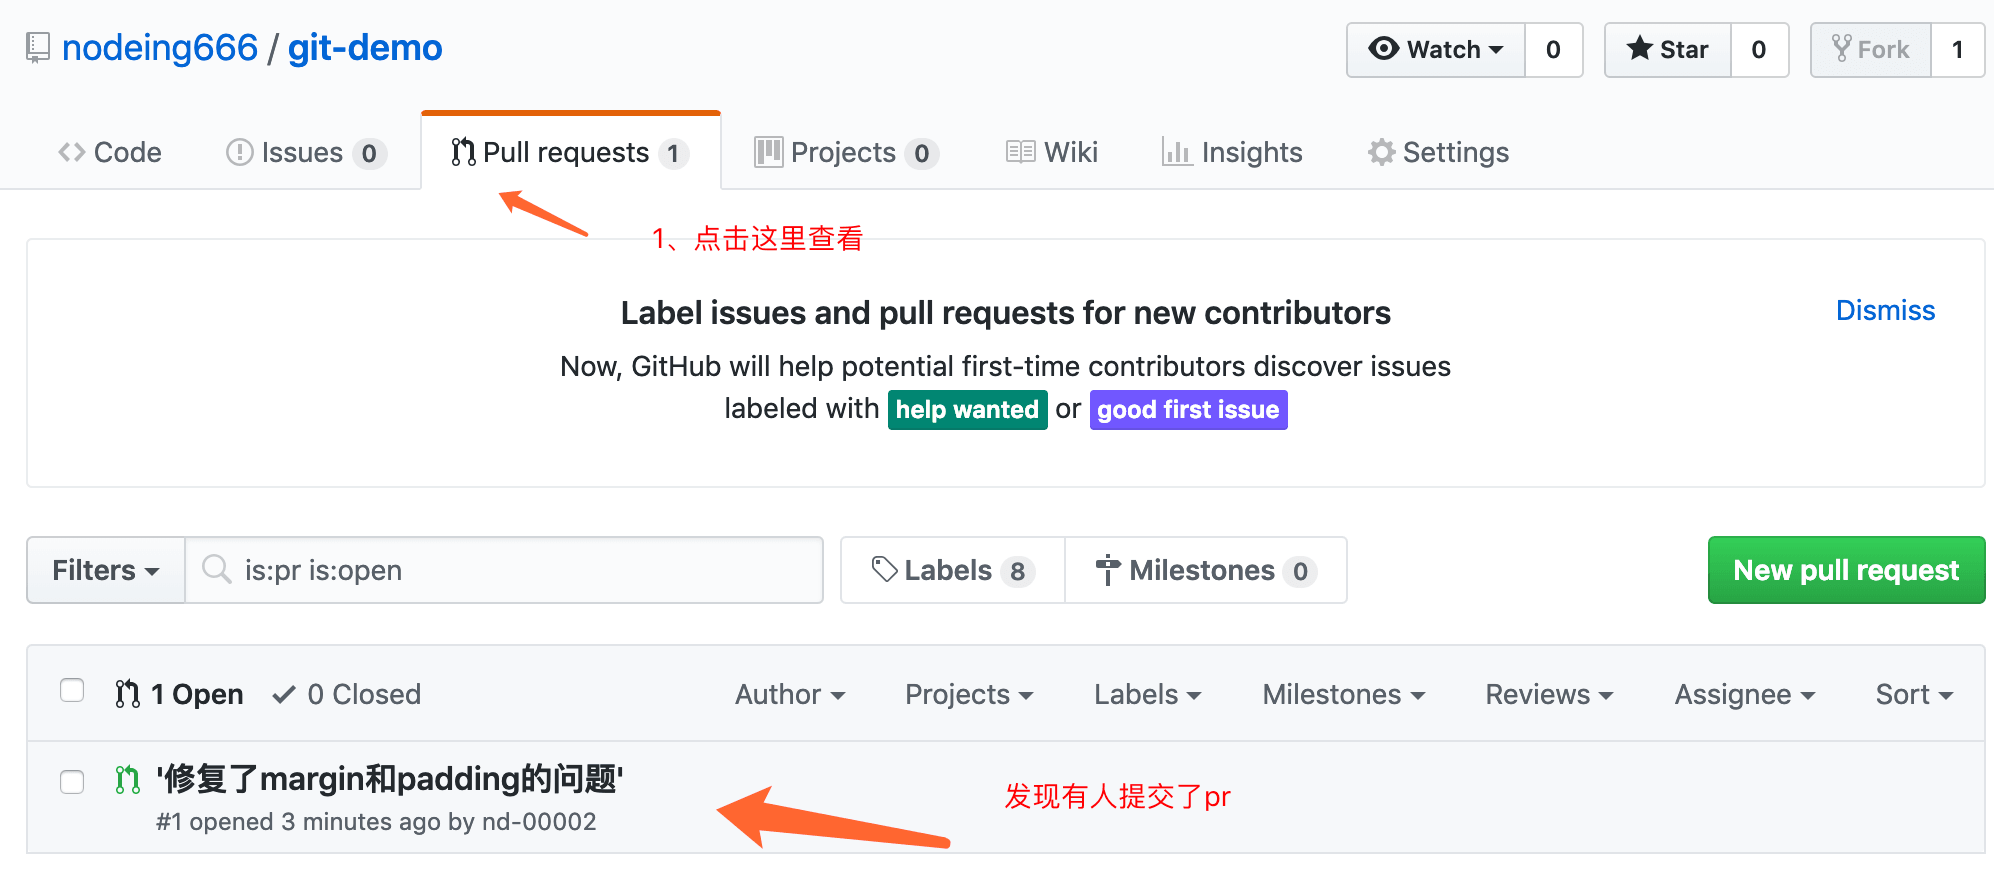 nodeing666 / git-demo
Watch 0 Star 0 Fork 1
Code Issues 0 Pull requests 1 Projects 0 Wiki Insights Settings
1、点击这里查看
Label issues and pull requests for new contributors
Dismiss
Now, GitHub will help potential first-time contributors discover issues
labeled with help wanted or good first issue
Filters is:pr is:open Labels 8 Milestones 0 New pull request
1 Open 0 Closed Author Projects Labels Milestones Reviews Assignee Sort
'修复了margin和padding的问题'
发现有人提交了pr
#1 opened 3 minutes ago by nd-00002